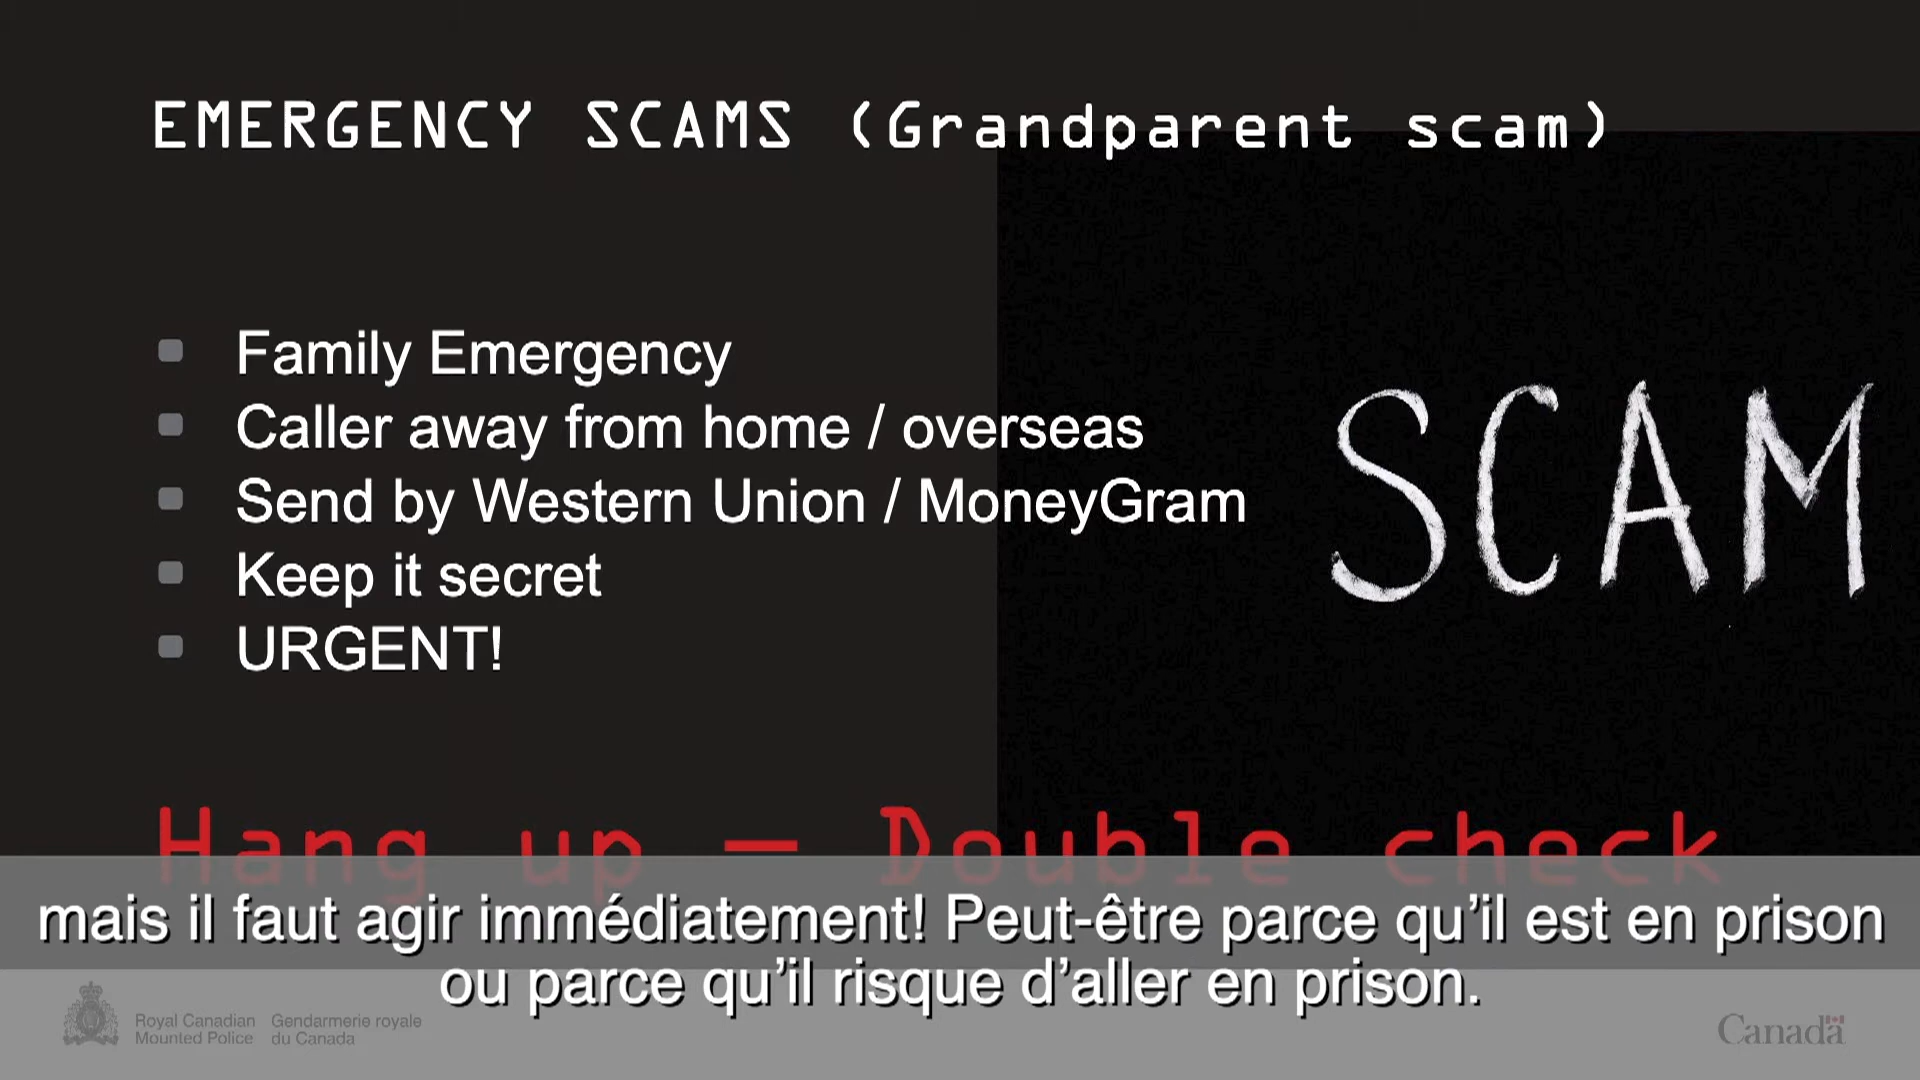 EMERGENCY SCAMS (Grandparent scam)
Family Emergency
Caller away from home / overseas
Send by Western Union / MoneyGram
Keep it secret
URGENT!
SCAM
Hang up – Double check
mais il faut agir immédiatement! Peut-être parce qu’il est en prison
ou parce qu’il risque d’aller en prison.
Royal Canadian Gendarmerie royale
Mounted Police du Canada
Canada